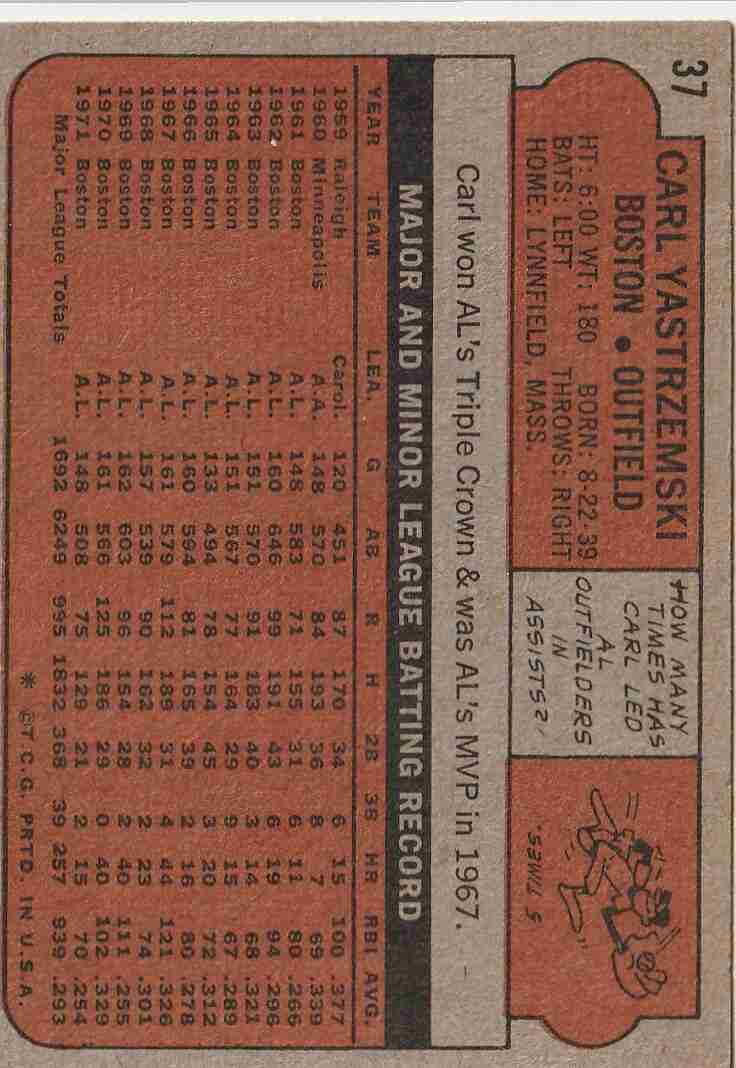 37
CARL YASTRZEMSKI
BOSTON • OUTFIELD
HT: 6:00 WT: 180 BORN: 8-22-39
BATS: LEFT THROWS: RIGHT
HOME: LYNNFIELD, MASS.
HOW MANY
TIMES HAS
CARL LED
AL
OUTFIELDERS
IN
ASSISTS?
5 TIMES.
Carl won AL's Triple Crown & was AL's MVP in 1967.
MAJOR AND MINOR LEAGUE BATTING RECORD
YEAR TEAM LEA. G AB R H 2B 3B HR RBI AVG.
1959 Raleigh Carol. 120 451 87 170 34 6 15 100 .377
1960 Minneapolis A.A. 148 570 84 193 36 8 7 69 .339
1961 Boston A.L. 148 583 71 155 31 6 11 80 .266
1962 Boston A.L. 160 646 99 191 43 6 19 94 .296
1963 Boston A.L. 151 570 91 183 40 3 14 68 .321
1964 Boston A.L. 151 567 77 164 29 9 15 67 .289
1965 Boston A.L. 133 494 78 154 45 3 20 72 .312
1966 Boston A.L. 160 594 81 165 39 2 16 80 .278
1967 Boston A.L. 161 579 112 189 31 4 44 121 .326
1968 Boston A.L. 157 539 90 162 32 2 23 74 .301
1969 Boston A.L. 162 603 96 154 28 2 40 111 .255
1970 Boston A.L. 161 566 125 186 29 0 40 102 .329
1971 Boston A.L. 148 508 75 129 21 2 15 70 .254
Major League Totals 1692 6249 995 1832 368 39 257 939 .293
* ©T.C.G. PRTD. IN U.S.A.